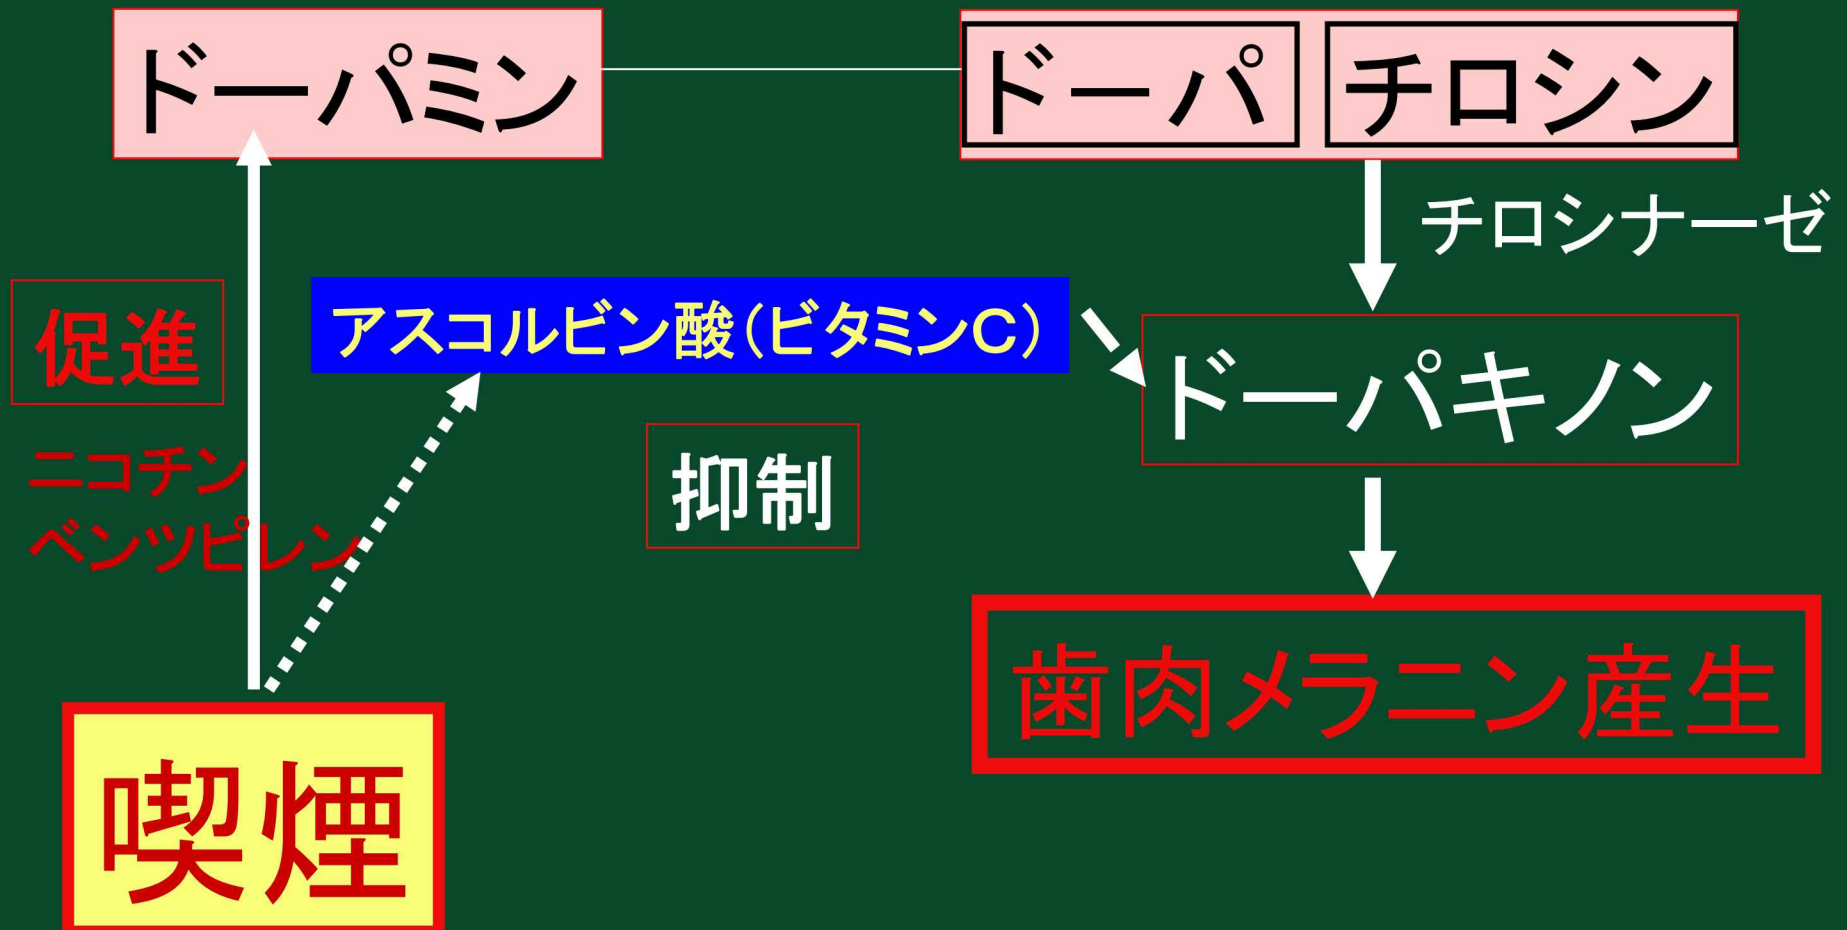 ドーパミン
ドーパ
チロシン
チロシナーゼ
促進
アスコルビン酸(ビタミンC)
ドーパキノン
ニコチン
ベンツピレン
抑制
歯肉メラニン産生
喫煙